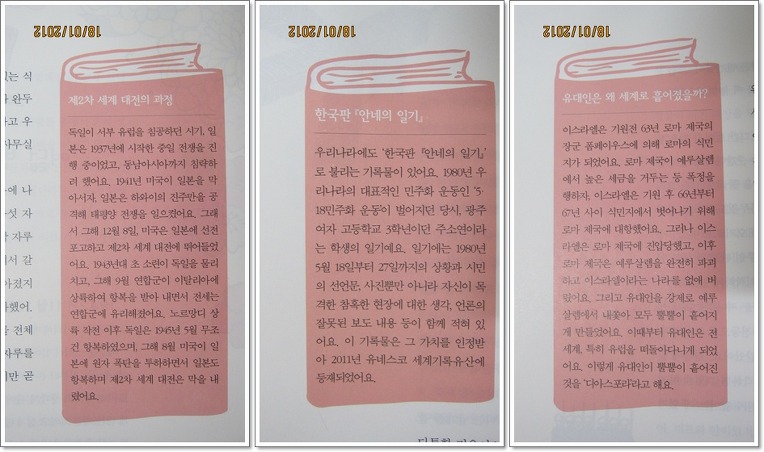 18/01/2012
제2차 세계 대전의 과정
독일이 서부 유럽을 침공하던 시기, 일
본은 1937년에 시작한 중일 전쟁을 진
행 중이었고, 동남아시아까지 침략하
려 했어요. 1941년 미국이 일본을 막
아서자, 일본은 하와이의 진주만을 공
격해 태평양 전쟁을 일으켰어요. 그래
서 그해 12월 8일, 미국은 일본에 선전
포고하고 제2차 세계 대전에 뛰어들었
어요. 1943년대 초 소련이 독일을 물리
치고, 그해 9월 연합군이 이탈리아에
상륙하여 항복을 받아 내면서 전세는
연합군에 유리해졌어요. 노르망디 상
륙 작전 이후 독일은 1945년 5월 무조
건 항복하였으며, 그해 8월 미국이 일
본에 원자 폭탄을 투하하면서 일본도
항복하며 제2차 세계 대전은 막을 내
렸어요.
18/01/2012
한국판 『안네의 일기』
우리나라에도 '한국판 『안네의 일기』'
로 불리는 기록물이 있어요. 1980년 우
리나라의 대표적인 민주화 운동인 '5·
18민주화 운동'이 벌어지던 당시, 광주
여자 고등학교 3학년이던 주소연이라
는 학생의 일기예요. 일기에는 1980년
5월 18일부터 27일까지의 상황과 시민
의 선언문, 사진뿐만 아니라 자신이 목
격한 참혹한 현장에 대한 생각, 언론의
잘못된 보도 내용 등이 함께 적혀 있
어요. 이 기록물은 그 가치를 인정받
아 2011년 유네스코 세계기록유산에
등재되었어요.
18/01/2012
유대인은 왜 세계로 흩어졌을까?
이스라엘은 기원전 63년 로마 제국의
장군 폼페이우스에 의해 로마의 식민
지가 되었어요. 로마 제국이 예루살렘
에서 높은 세금을 거두는 등 폭정을
행하자, 이스라엘은 기원 후 66년부터
67년 사이 식민지에서 벗어나기 위해
로마 제국에 대항했어요. 그러나 이스
라엘은 로마 제국에 진압당했고, 이후
로마 제국은 예루살렘을 완전히 파괴
하고 이스라엘이라는 나라를 없애 버
렸어요. 그리고 유대인을 강제로 예루
살렘에서 내쫓아 모두 뿔뿔이 흩어지
게 만들었어요. 이때부터 유대인은 전
세계, 특히 유럽을 떠돌아다니게 되었
어요. 이렇게 유대인이 뿔뿔이 흩어진
것을 '디아스포라'라고 해요.